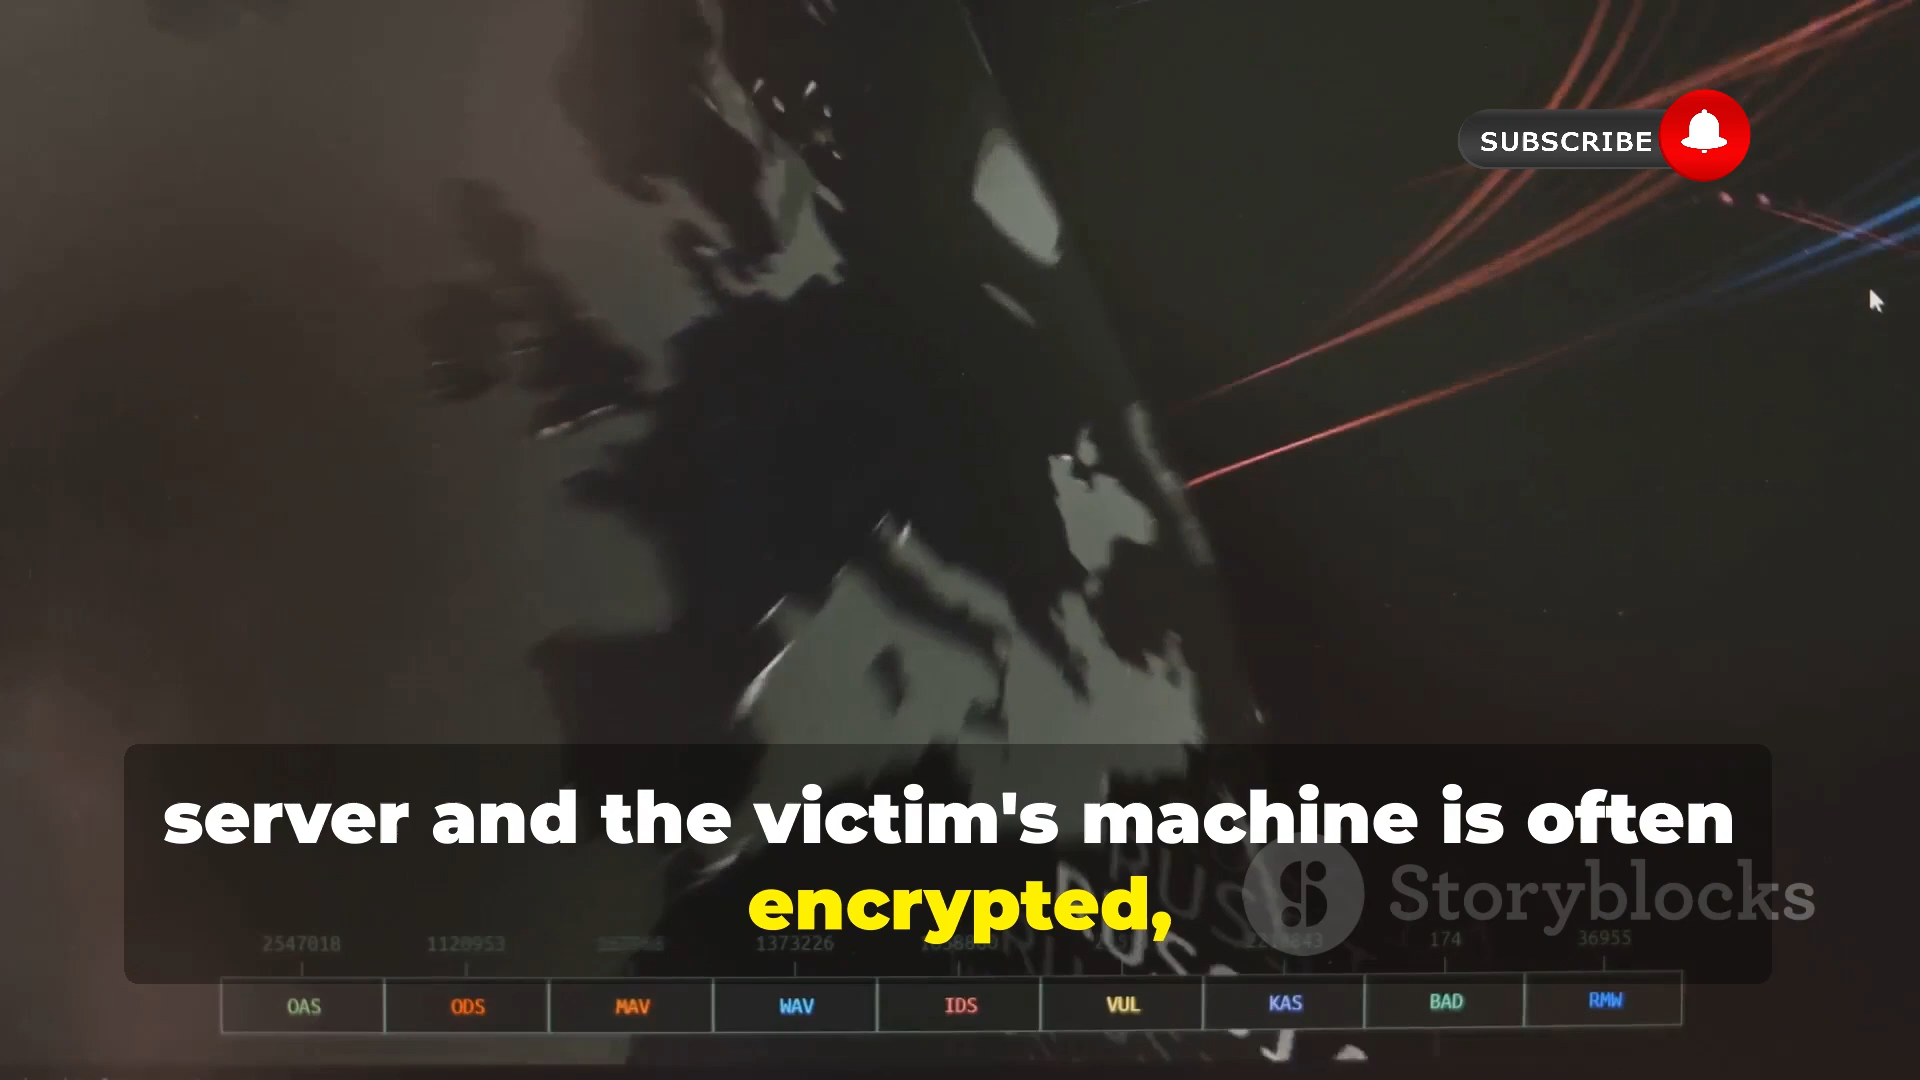 SUBSCRIBE
server and the victim's machine is often
encrypted,
Storyblocks
2547018 1120953 1373226 174 36955
OAS ODS MAV WAV IDS VUL KAS BAD RMW